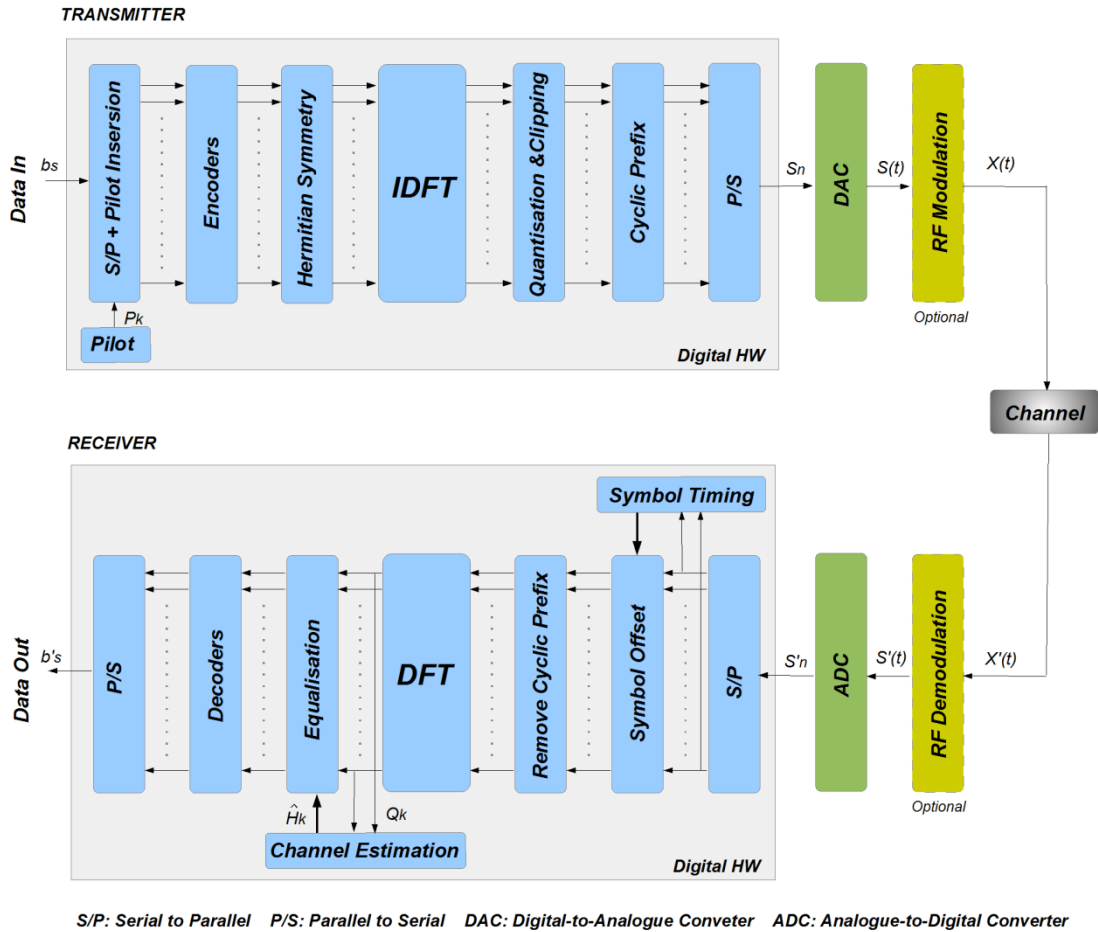 TRANSMITTER
Data In
bs
S/P + Pilot Insersion
Pk
Pilot
Encoders
Hermitian Symmetry
IDFT
Quantisation &Clipping
Cyclic Prefix
P/S
Digital HW
Sn
DAC
S(t)
RF Modulation
Optional
X(t)
Channel
RECEIVER
Data Out
b's
P/S
Decoders
Equalisation
Ĥk
Qk
Channel Estimation
DFT
Remove Cyclic Prefix
Symbol Timing
Symbol Offset
S/P
Digital HW
S'n
ADC
S'(t)
RF Demodulation
Optional
X'(t)
S/P: Serial to Parallel P/S: Parallel to Serial DAC: Digital-to-Analogue Conveter ADC: Analogue-to-Digital Converter